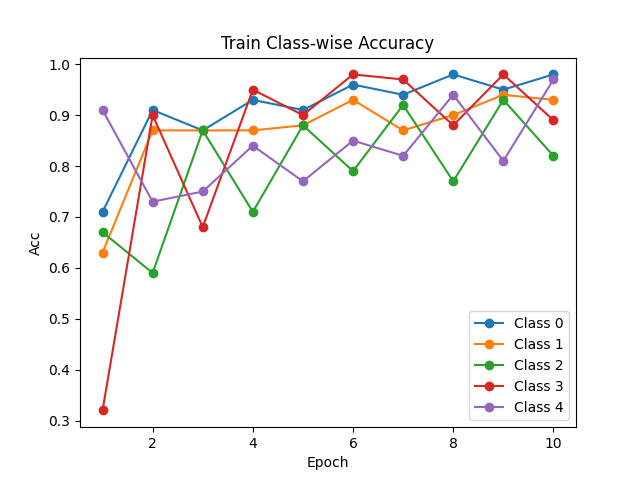 Train Class-wise Accuracy
1.0
0.9
0.8
0.7
0.6
0.5
0.4
0.3
Acc
Class 0
Class 1
Class 2
Class 3
Class 4
2 4 6 8 10
Epoch